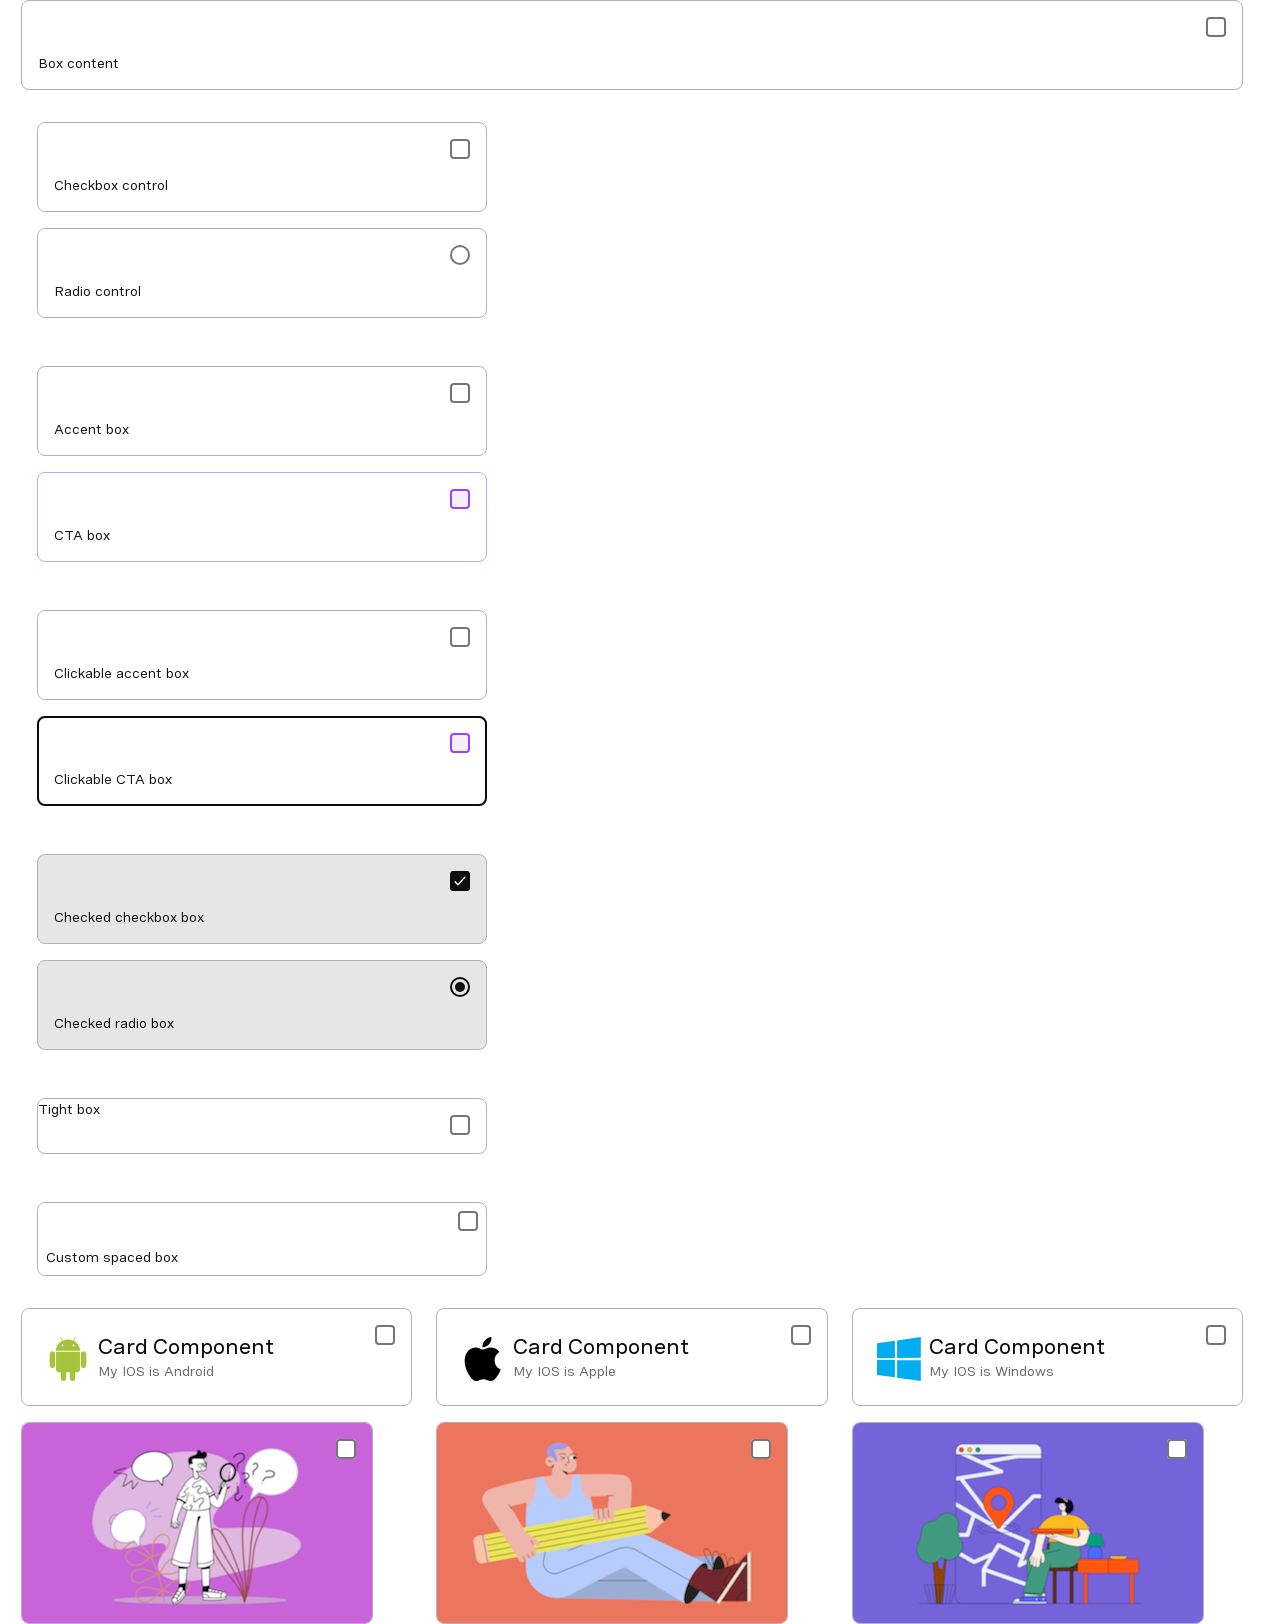 Box content
Checkbox control
Radio control
Accent box
CTA box
Clickable accent box
Clickable CTA box
Checked checkbox box
Checked radio box
Tight box
Custom spaced box
Card Component
My IOS is Android
Card Component
My IOS is Apple
Card Component
My IOS is Windows